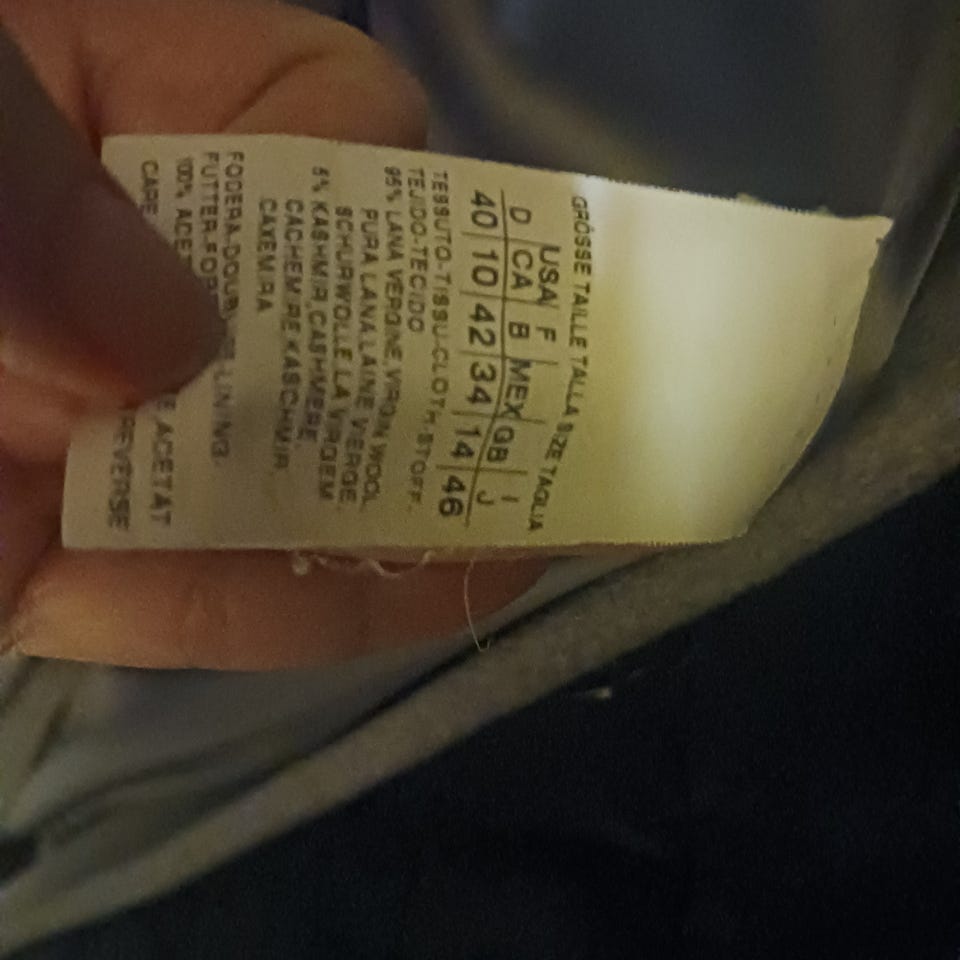 GRÖSSE TAILLE TALLA SIZE TAGLIA
USA F I
D CA B MEX GB J
40 10 42 34 14 46
TESSUTO-TISSU-CLOTH-STOFF-
TEJIDO-TECIDO
95% LANA VERGINE, VIRGIN WOOL
PURA LANA, LAINE VIERGE,
SCHURWOLLE, LA VIRGEM
5% KASHMIR, CASHMERE,
CACHEMIRE, KASCHMIR
CAXEMIRA
FODERA-DOUB LINING-
FUTTER-FOR
100% ACE E, ACETAT
CARE REVERSE